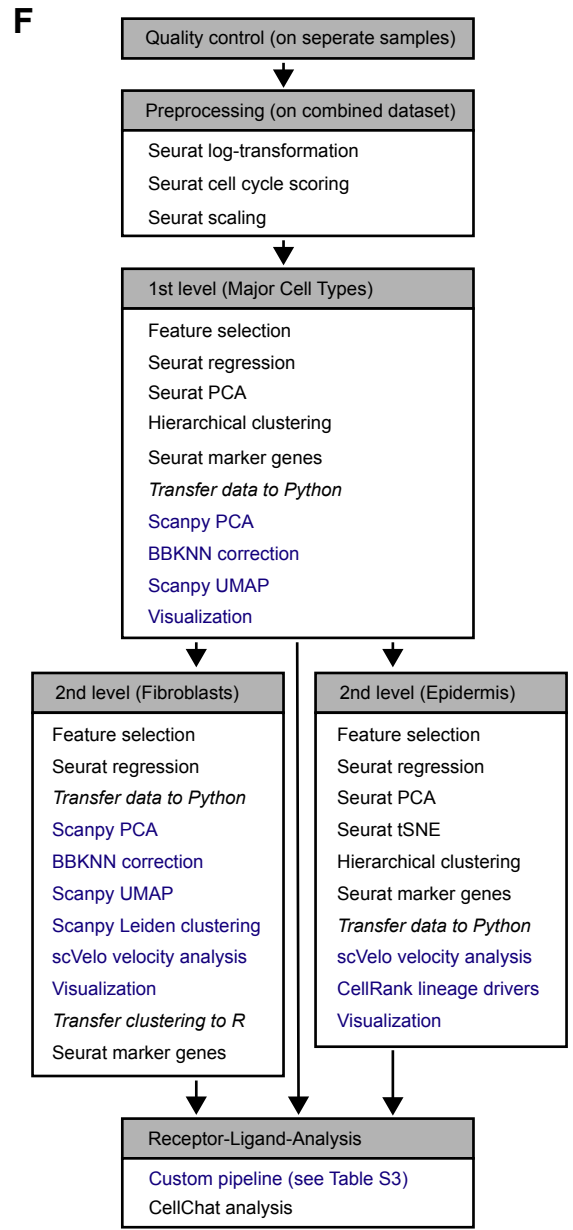 F
Quality control (on seperate samples)
Preprocessing (on combined dataset)
Seurat log-transformation
Seurat cell cycle scoring
Seurat scaling
1st level (Major Cell Types)
Feature selection
Seurat regression
Seurat PCA
Hierarchical clustering
Seurat marker genes
Transfer data to Python
Scanpy PCA
BBKNN correction
Scanpy UMAP
Visualization
2nd level (Fibroblasts)
Feature selection
Seurat regression
Transfer data to Python
Scanpy PCA
BBKNN correction
Scanpy UMAP
Scanpy Leiden clustering
scVelo velocity analysis
Visualization
Transfer clustering to R
Seurat marker genes
2nd level (Epidermis)
Feature selection
Seurat regression
Seurat PCA
Seurat tSNE
Hierarchical clustering
Seurat marker genes
Transfer data to Python
scVelo velocity analysis
CellRank lineage drivers
Visualization
Receptor-Ligand-Analysis
Custom pipeline (see Table S3)
CellChat analysis